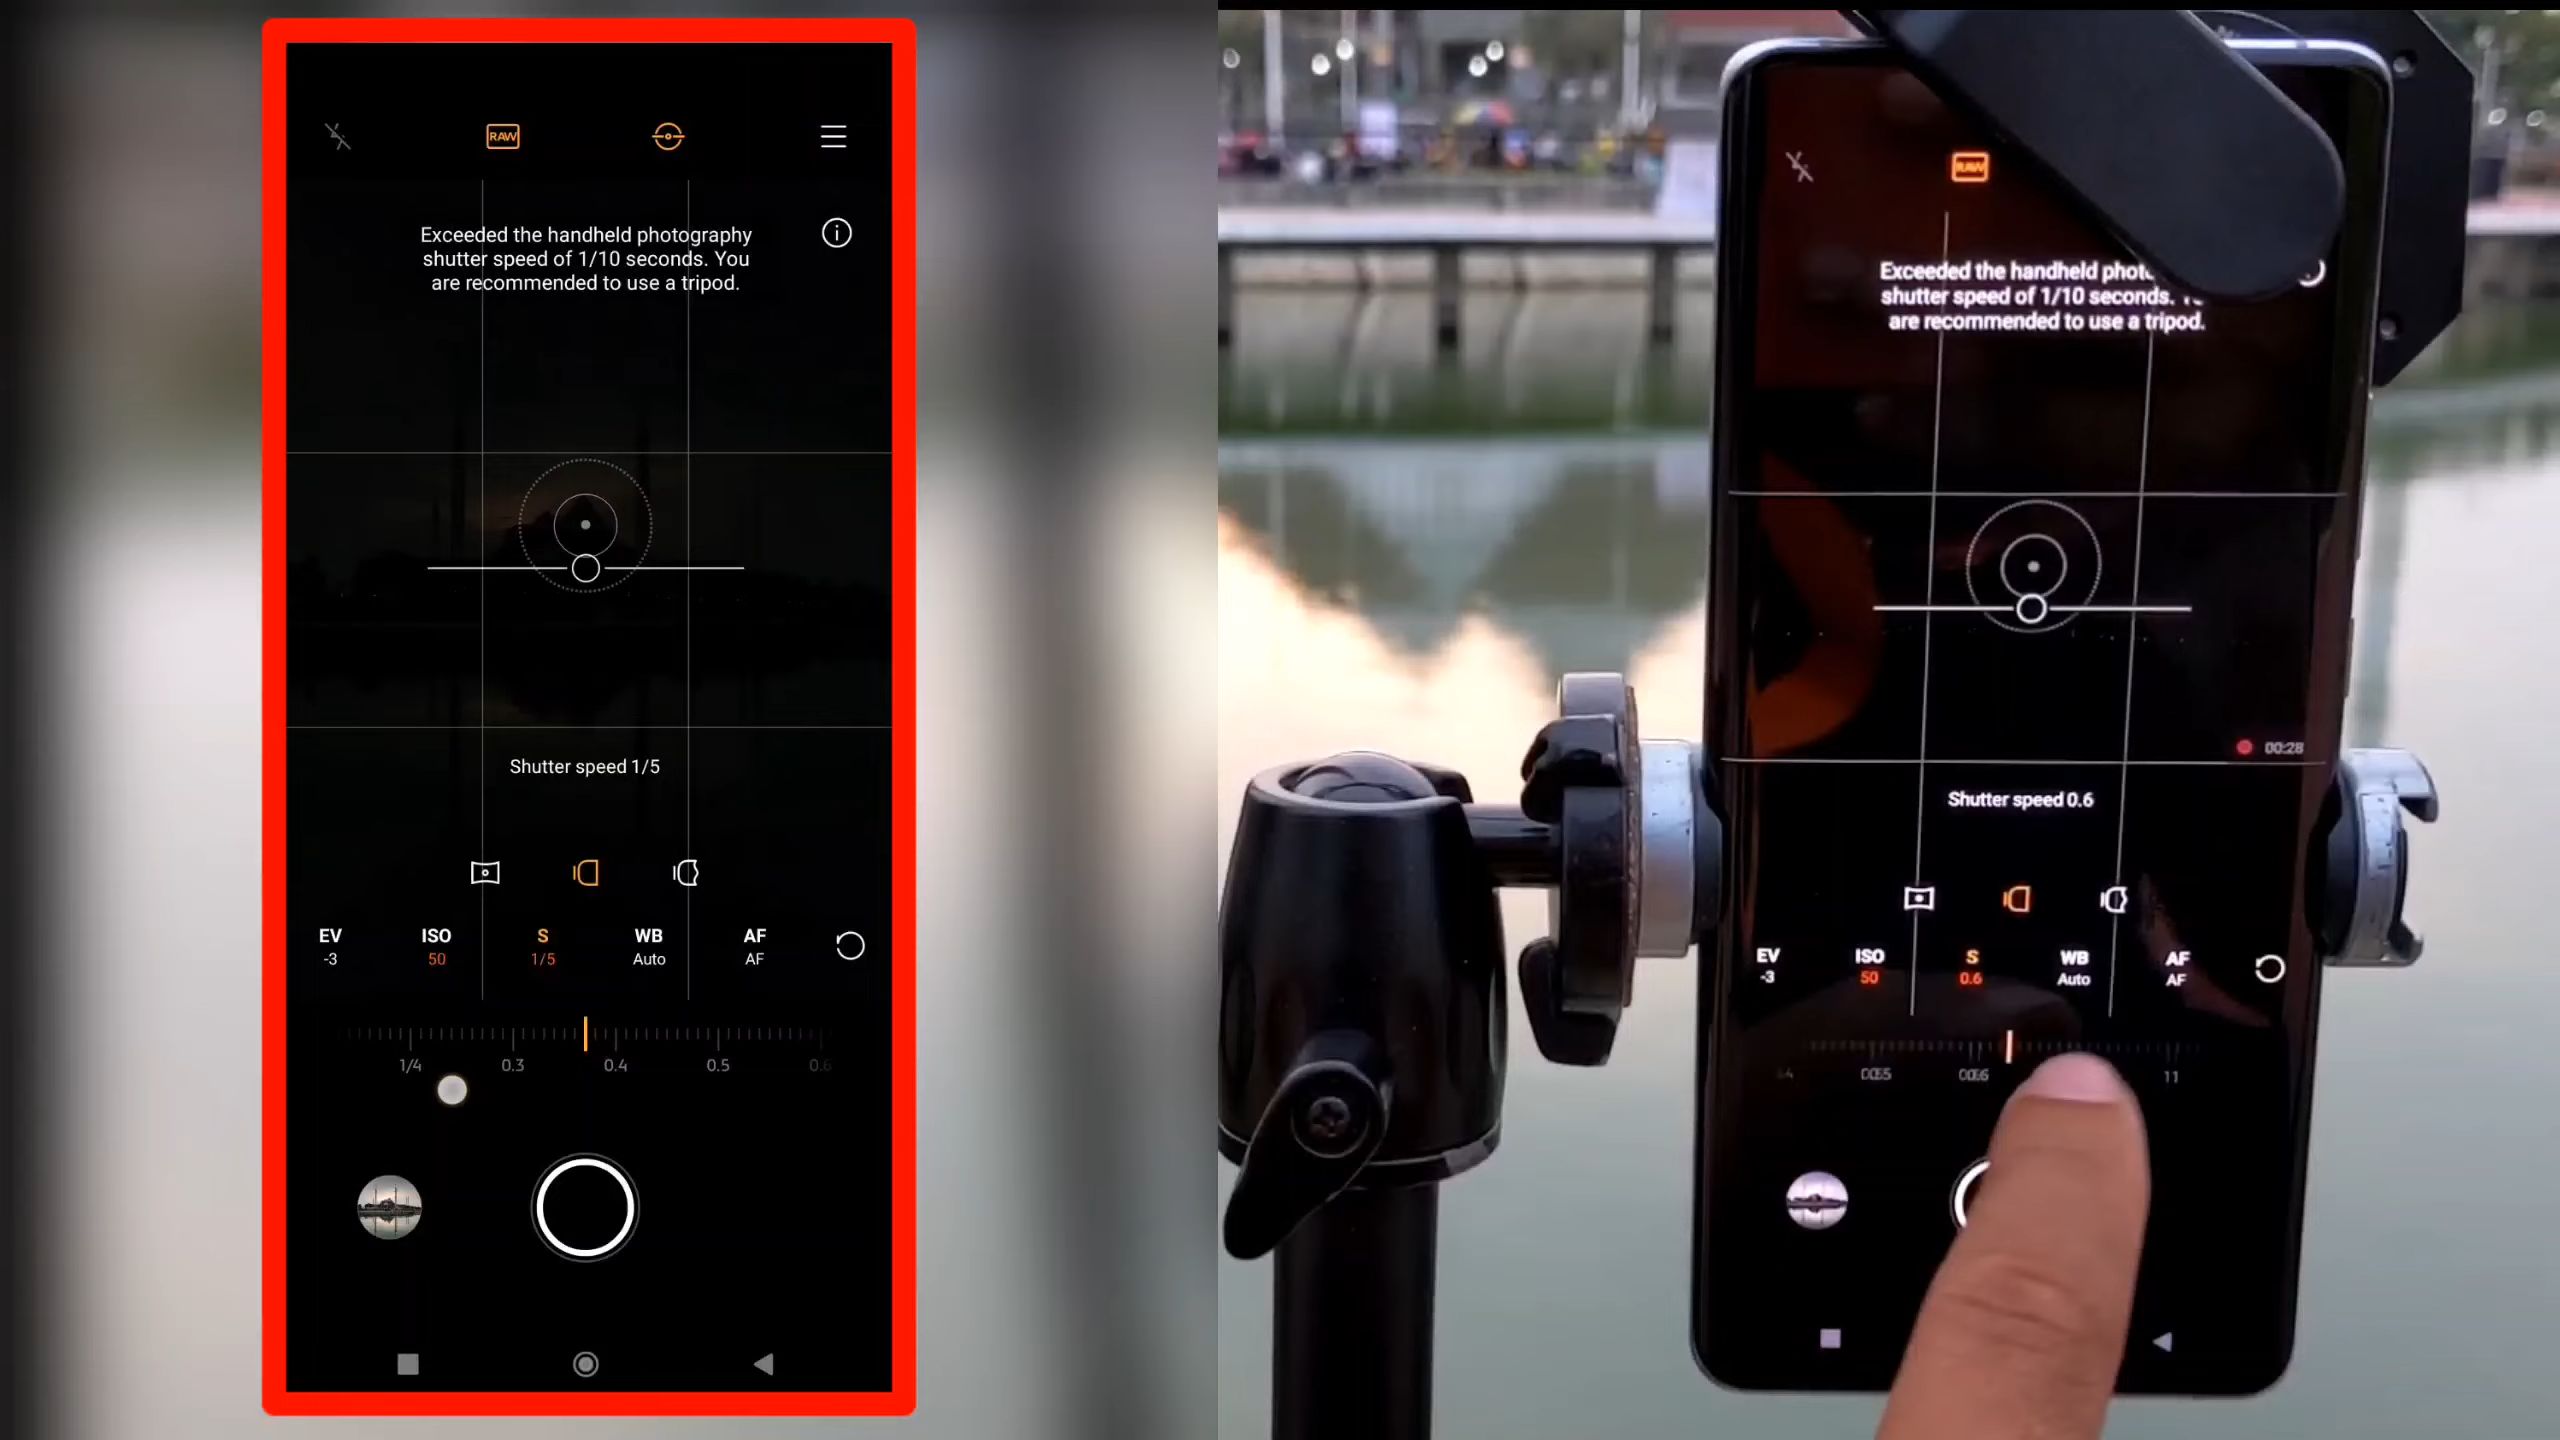 RAW
Exceeded the handheld photography
shutter speed of 1/10 seconds. You
are recommended to use a tripod.
Shutter speed 1/5
EV ISO S WB AF
-3 50 1/5 Auto AF
1/4 0.3 0.4 0.5 0.6
RAW
Exceeded the handheld
shutter speed of 1/10 seconds.
are recommended to use a tripod.
00:28
Shutter speed 0.6
EV ISO S WB AF
-3 50 0.6 Auto AF